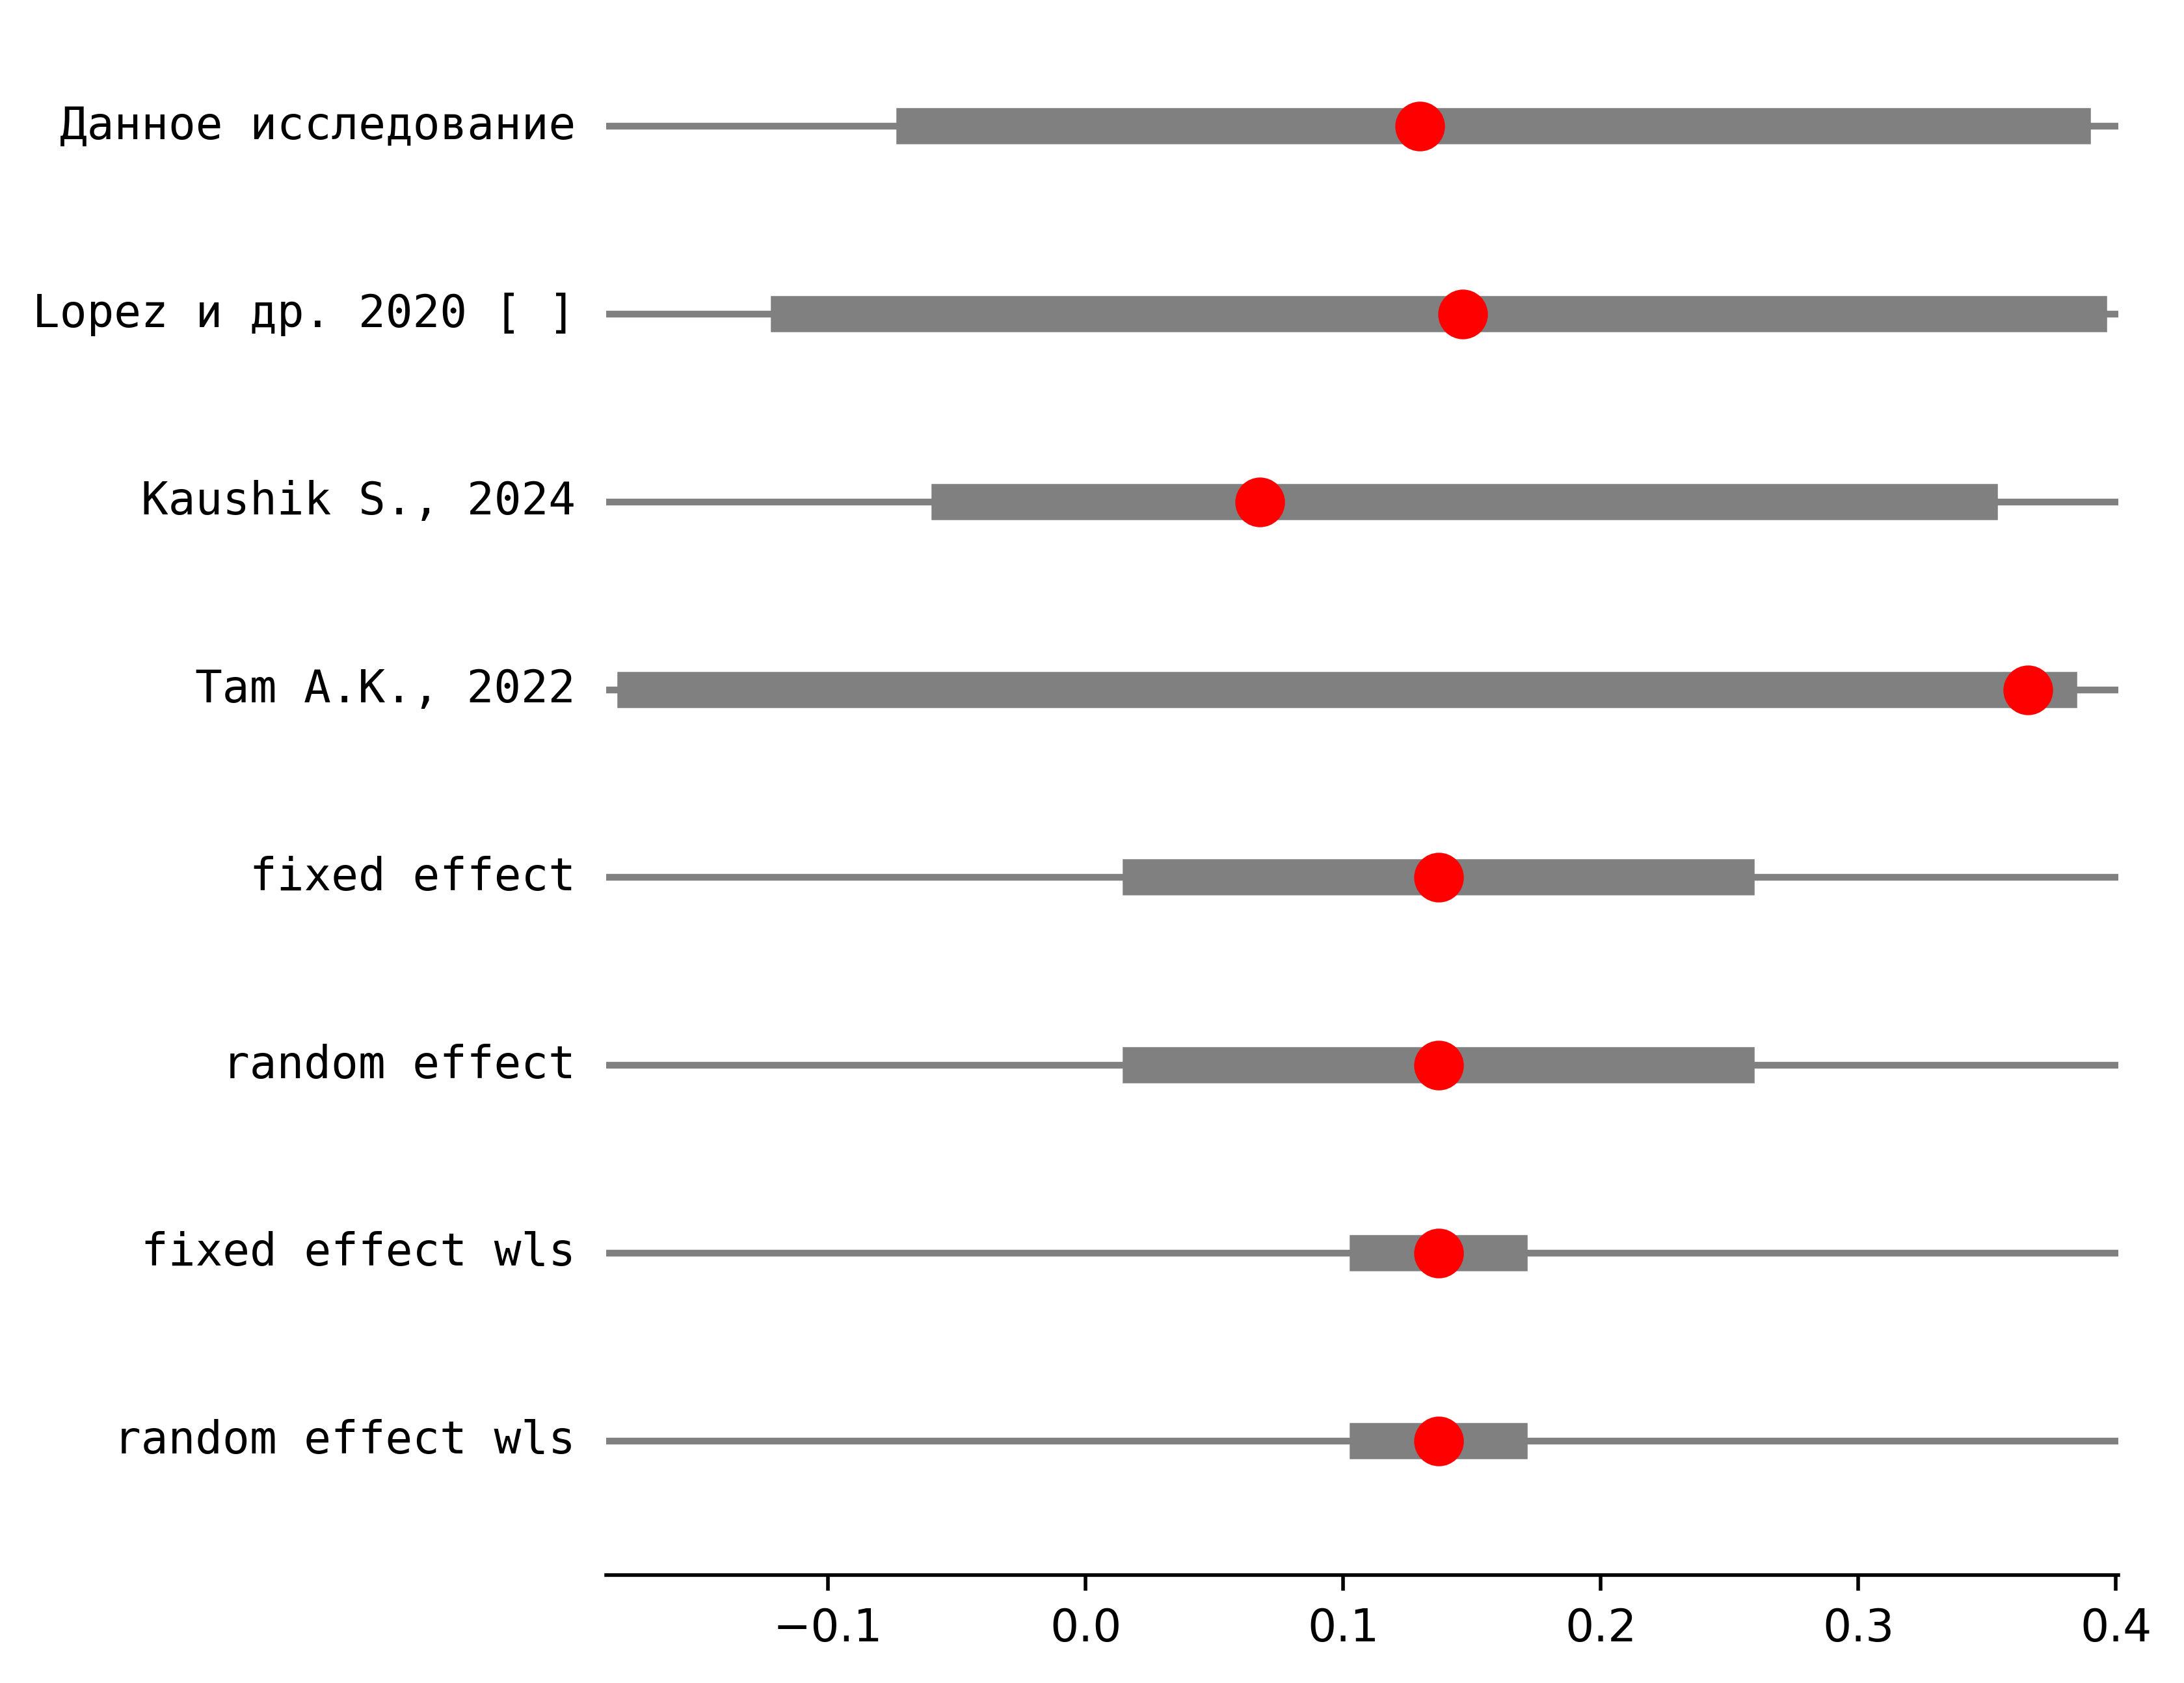 Данное исследование
Lopez и др. 2020 [ ]
Kaushik S., 2024
Tam A.K., 2022
fixed effect
random effect
fixed effect wls
random effect wls
−0.1 0.0 0.1 0.2 0.3 0.4